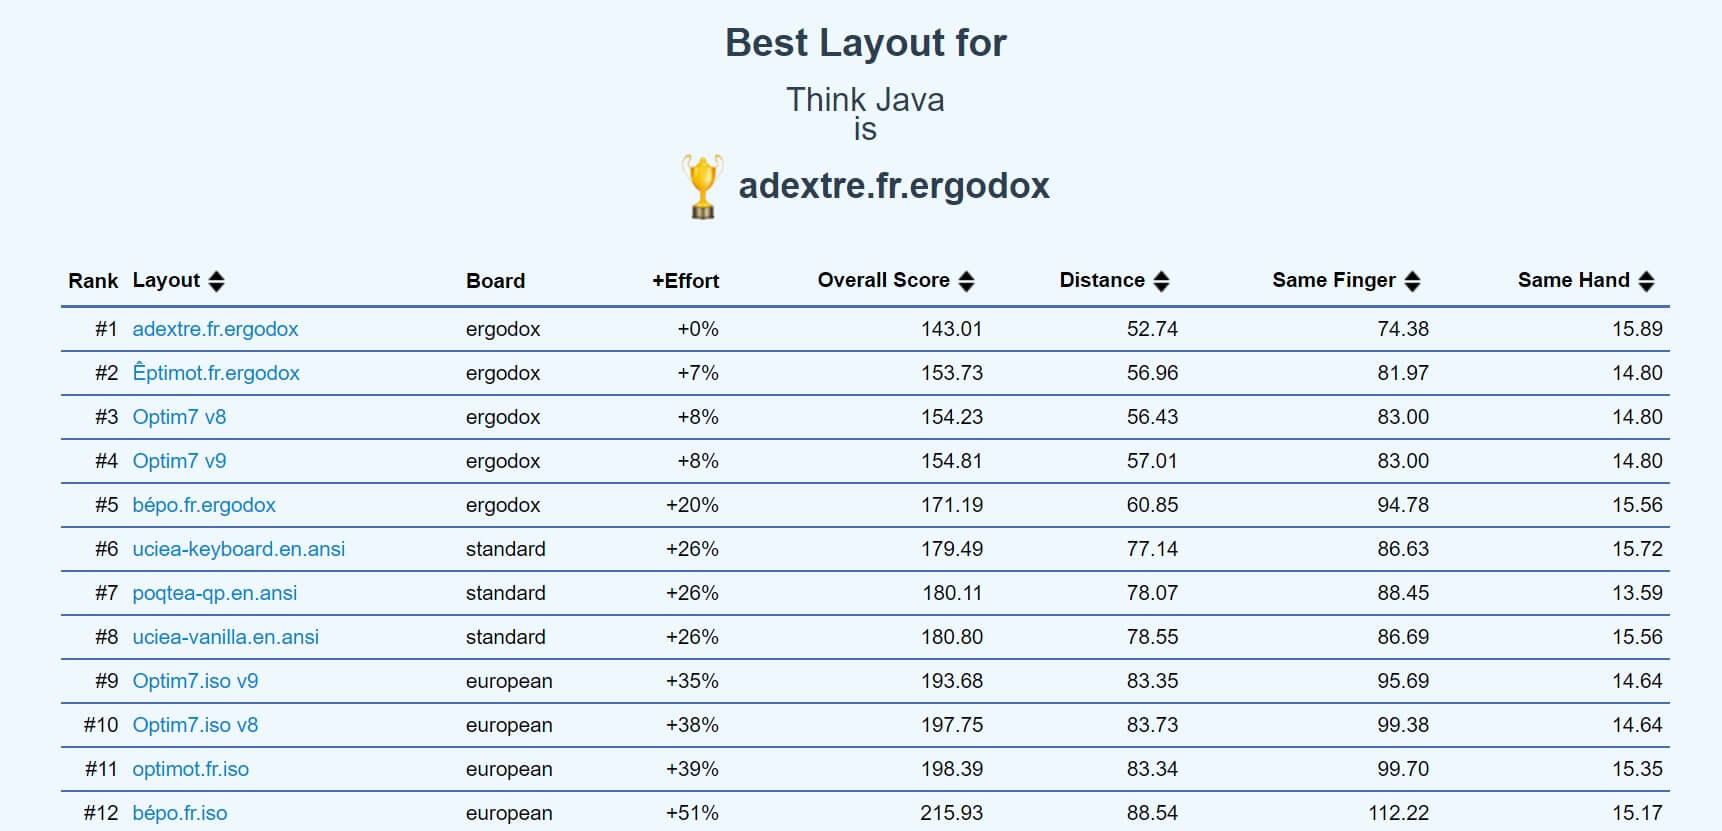 Best Layout for
Think Java
is
adextre.fr.ergodox
Rank Layout Board +Effort Overall Score Distance Same Finger Same Hand
#1 adextre.fr.ergodox ergodox +0% 143.01 52.74 74.38 15.89
#2 Êptimot.fr.ergodox ergodox +7% 153.73 56.96 81.97 14.80
#3 Optim7 v8 ergodox +8% 154.23 56.43 83.00 14.80
#4 Optim7 v9 ergodox +8% 154.81 57.01 83.00 14.80
#5 bépo.fr.ergodox ergodox +20% 171.19 60.85 94.78 15.56
#6 uciea-keyboard.en.ansi standard +26% 179.49 77.14 86.63 15.72
#7 poqtea-qp.en.ansi standard +26% 180.11 78.07 88.45 13.59
#8 uciea-vanilla.en.ansi standard +26% 180.80 78.55 86.69 15.56
#9 Optim7.iso v9 european +35% 193.68 83.35 95.69 14.64
#10 Optim7.iso v8 european +38% 197.75 83.73 99.38 14.64
#11 optimot.fr.iso european +39% 198.39 83.34 99.70 15.35
#12 bépo.fr.iso european +51% 215.93 88.54 112.22 15.17